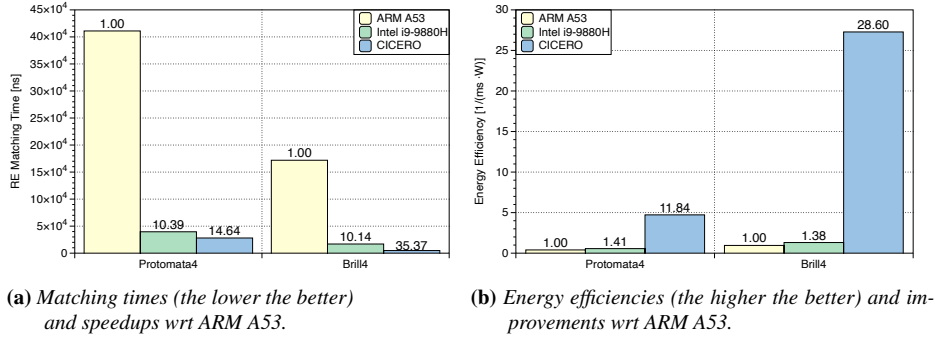 45×10⁴
40×10⁴
35×10⁴
30×10⁴
25×10⁴
20×10⁴
15×10⁴
10×10⁴
5×10⁴
0
RE Matching Time [ns]
ARM A53
Intel i9-9880H
CICERO
1.00
10.39
14.64
1.00
10.14
35.37
Protomata4
Brill4
30
25
20
15
10
5
0
Energy Efficiency [1/(ms ·W)]
ARM A53
Intel i9-9880H
CICERO
1.00
1.41
11.84
1.00
1.38
28.60
Protomata4
Brill4
(a) Matching times (the lower the better)
and speedups wrt ARM A53.
(b) Energy efficiencies (the higher the better) and im-
provements wrt ARM A53.